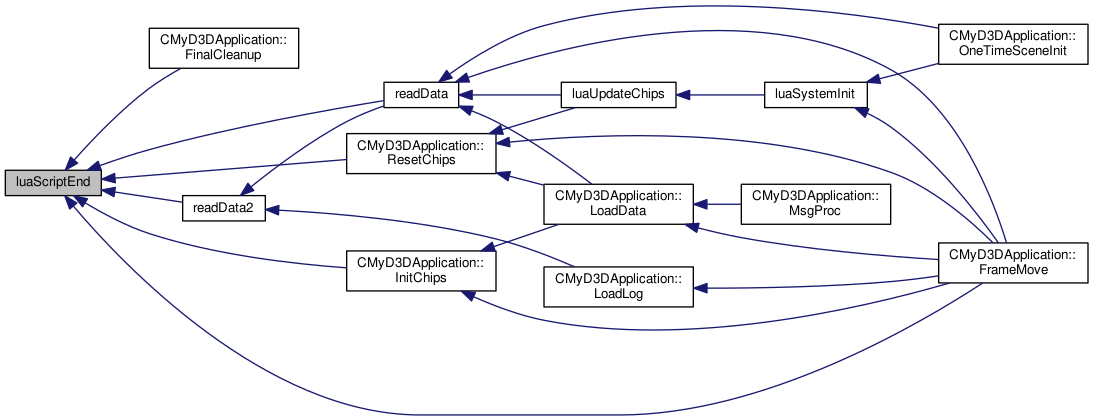 CMyD3DApplication::
FinalCleanup
CMyD3DApplication::
OneTimeSceneInit
readData
luaUpdateChips
luaSystemInit
CMyD3DApplication::
ResetChips
luaScriptEnd
readData2
CMyD3DApplication::
LoadData
CMyD3DApplication::
MsgProc
CMyD3DApplication::
InitChips
CMyD3DApplication::
LoadLog
CMyD3DApplication::
FrameMove